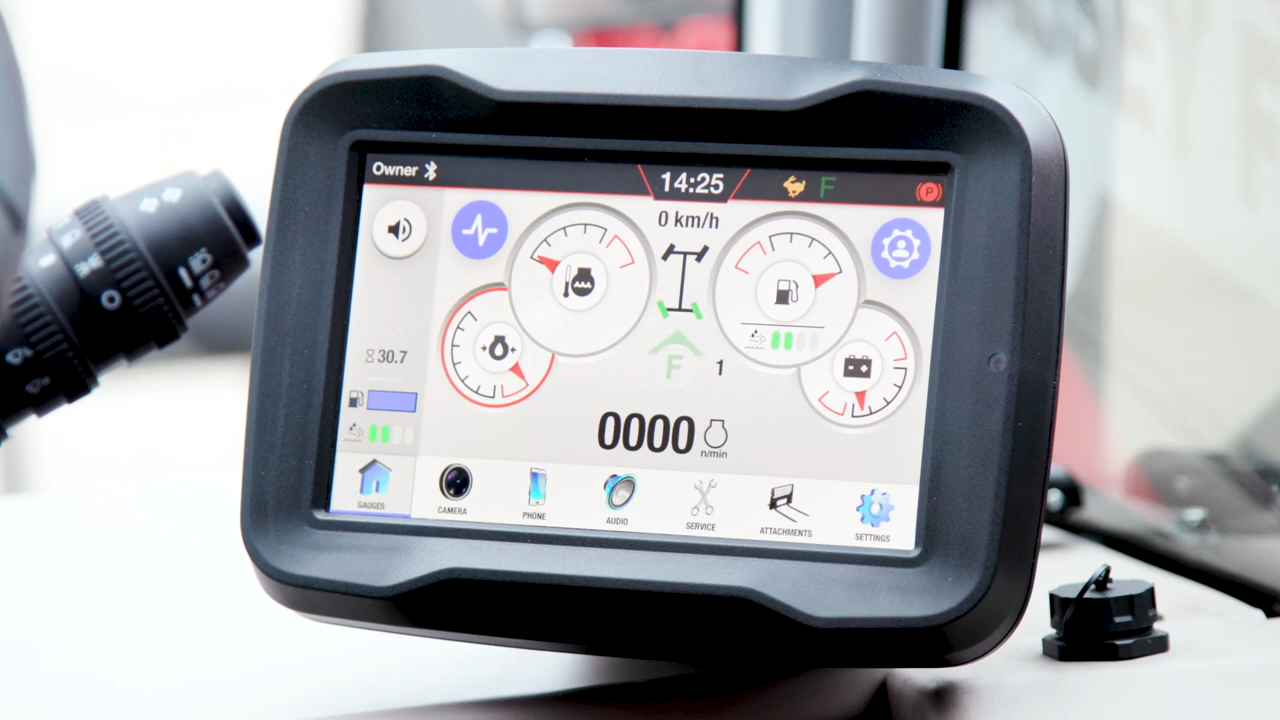 Owner
14:25
F
P
0 km/h
30.7
F
1
0000
n/min
GAUGES
CAMERA
PHONE
AUDIO
SERVICE
ATTACHMENTS
SETTINGS